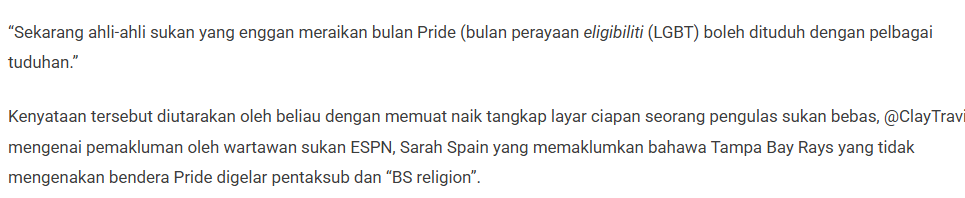 “Sekarang ahli-ahli sukan yang enggan meraikan bulan Pride (bulan perayaan eligibiliti (LGBT) boleh dituduh dengan pelbagai
tuduhan.”
Kenyataan tersebut diutarakan oleh beliau dengan memuat naik tangkap layar ciapan seorang pengulas sukan bebas, @ClayTravi
mengenai pemakluman oleh wartawan sukan ESPN, Sarah Spain yang memaklumkan bahawa Tampa Bay Rays yang tidak
mengenakan bendera Pride digelar pentaksub dan “BS religion”.